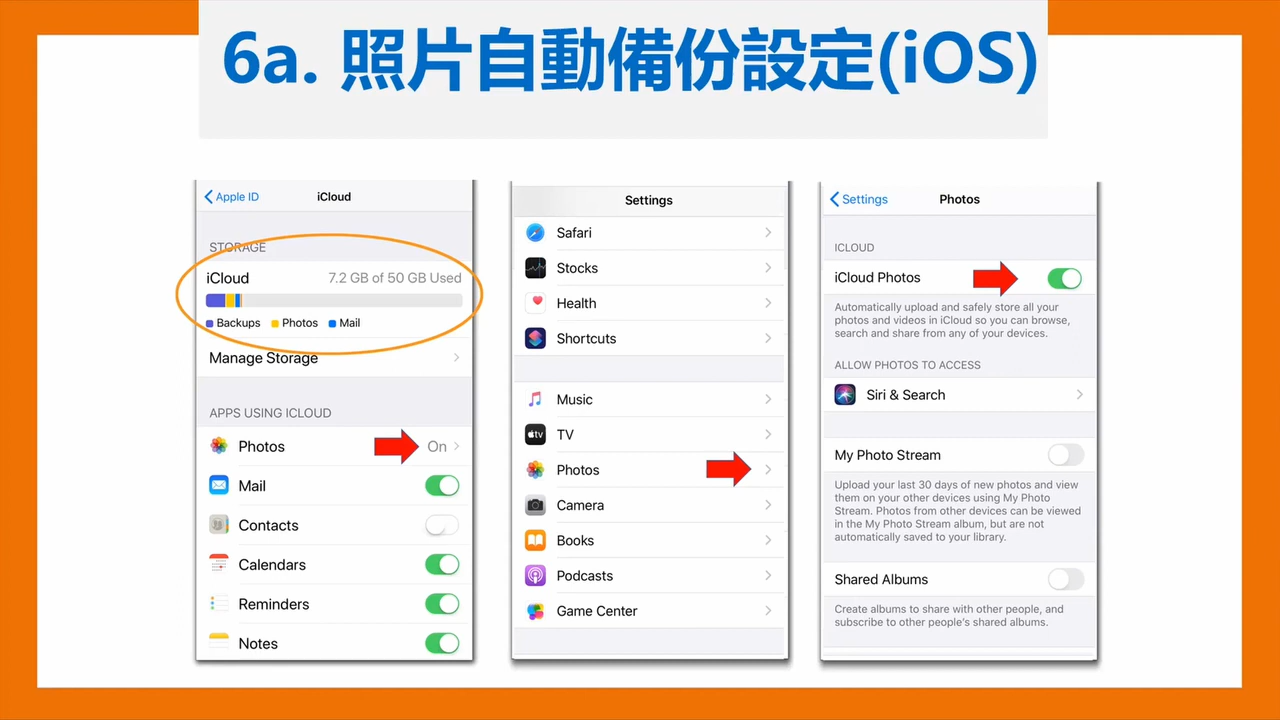 6a. 照片自動備份設定(iOS)
Apple ID
iCloud
STORAGE
iCloud
7.2 GB of 50 GB Used
Backups
Photos
Mail
Manage Storage
APPS USING ICLOUD
Photos
On
Mail
Contacts
Calendars
Reminders
Notes
Settings
Safari
Stocks
Health
Shortcuts
Music
TV
Photos
Camera
Books
Podcasts
Game Center
Settings
Photos
ICLOUD
iCloud Photos
Automatically upload and safely store all your
photos and videos in iCloud so you can browse,
search and share from any of your devices.
ALLOW PHOTOS TO ACCESS
Siri & Search
My Photo Stream
Upload your last 30 days of new photos and view
them on your other devices using My Photo
Stream. Photos from other devices can be viewed
in the My Photo Stream album, but are not
automatically saved to your library.
Shared Albums
Create albums to share with other people, and
subscribe to other people's shared albums.